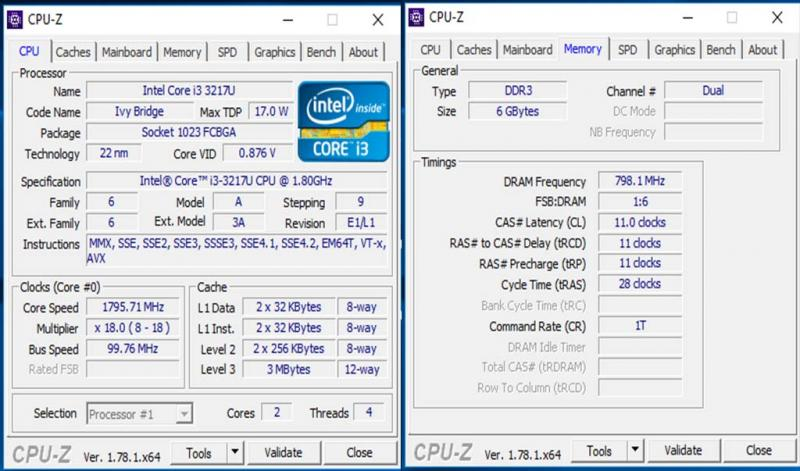 CPU-Z
CPU Caches Mainboard Memory SPD Graphics Bench About
Processor
Name Intel Core i3 3217U
Code Name Ivy Bridge Max TDP 17.0 W
Package Socket 1023 FCBGA
Technology 22 nm Core VID 0.876 V
intel inside™
CORE i3
Specification Intel® Core™ i3-3217U CPU @ 1.80GHz
Family 6 Model A Stepping 9
Ext. Family 6 Ext. Model 3A Revision E1/L1
Instructions MMX, SSE, SSE2, SSE3, SSSE3, SSE4.1, SSE4.2, EM64T, VT-x,
AVX
Clocks (Core #0)
Core Speed 1795.71 MHz
Multiplier x 18.0 ( 8 - 18 )
Bus Speed 99.76 MHz
Rated FSB
Cache
L1 Data 2 x 32 KBytes 8-way
L1 Inst. 2 x 32 KBytes 8-way
Level 2 2 x 256 KBytes 8-way
Level 3 3 MBytes 12-way
Selection Processor #1 Cores 2 Threads 4
CPU-Z Ver. 1.78.1.x64 Tools Validate Close
CPU-Z
CPU Caches Mainboard Memory SPD Graphics Bench About
General
Type DDR3 Channel # Dual
Size 6 GBytes DC Mode
NB Frequency
Timings
DRAM Frequency 798.1 MHz
FSB:DRAM 1:6
CAS# Latency (CL) 11.0 clocks
RAS# to CAS# Delay (tRCD) 11 clocks
RAS# Precharge (tRP) 11 clocks
Cycle Time (tRAS) 28 clocks
Bank Cycle Time (tRC)
Command Rate (CR) 1T
DRAM Idle Timer
Total CAS# (tRDRAM)
Row To Column (tRCD)
CPU-Z Ver. 1.78.1.x64 Tools Validate Close